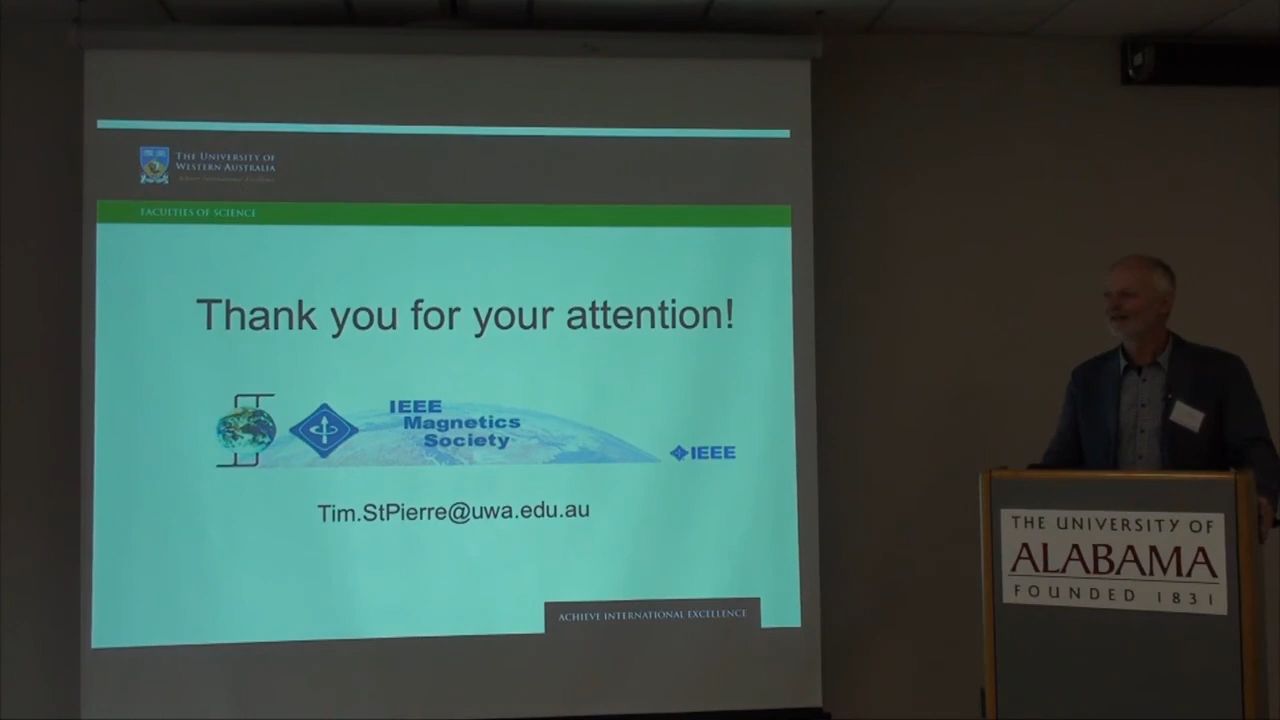 THE UNIVERSITY OF
WESTERN AUSTRALIA
FACULTIES OF SCIENCE
Thank you for your attention!
IEEE
Magnetics
Society
IEEE
Tim.StPierre@uwa.edu.au
ACHIEVE INTERNATIONAL EXCELLENCE
THE UNIVERSITY OF
ALABAMA
FOUNDED 1831